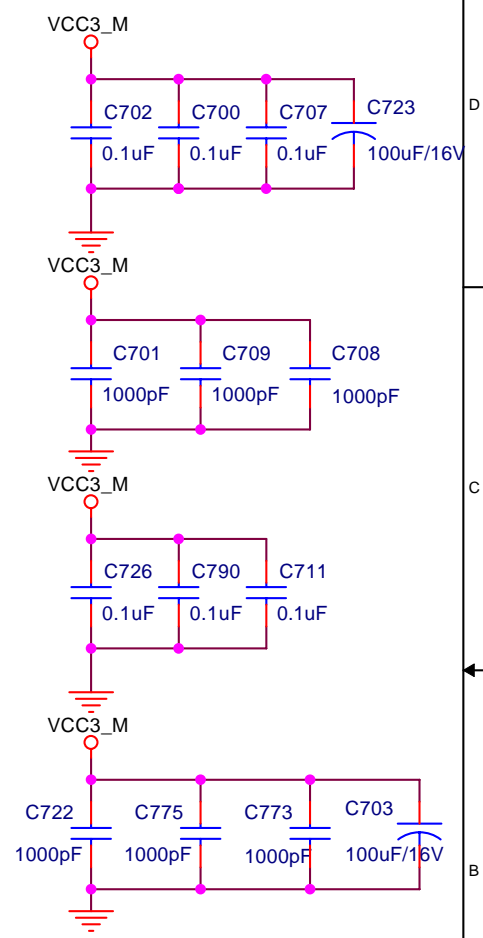 VCC3_M
C702 C700 C707 C723
0.1uF 0.1uF 0.1uF 100uF/16V
D
VCC3_M
C701 C709 C708
1000pF 1000pF 1000pF
VCC3_M
C
C726 C790 C711
0.1uF 0.1uF 0.1uF
VCC3_M
C722 C775 C773 C703
1000pF 1000pF 1000pF 100uF/16V
B